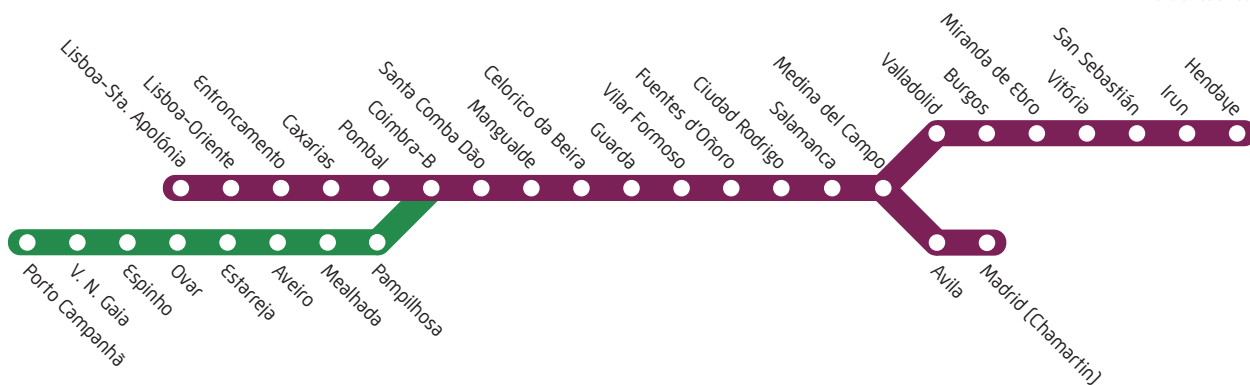 Lisboa-Sta. Apolónia
Lisboa-Oriente
Entroncamento
Caxarias
Pombal
Coimbra-B
Santa Comba Dão
Mangualde
Celorico da Beira
Guarda
Vilar Formoso
Fuentes d'Oñoro
Ciudad Rodrigo
Salamanca
Medina del Campo
Valladolid
Burgos
Miranda de Ebro
Vitória
San Sebastián
Irun
Hendaye
Porto Campanhã
V. N. Gaia
Espinho
Ovar
Estarreja
Aveiro
Mealhada
Pampilhosa
Avila
Madrid (Chamartin)